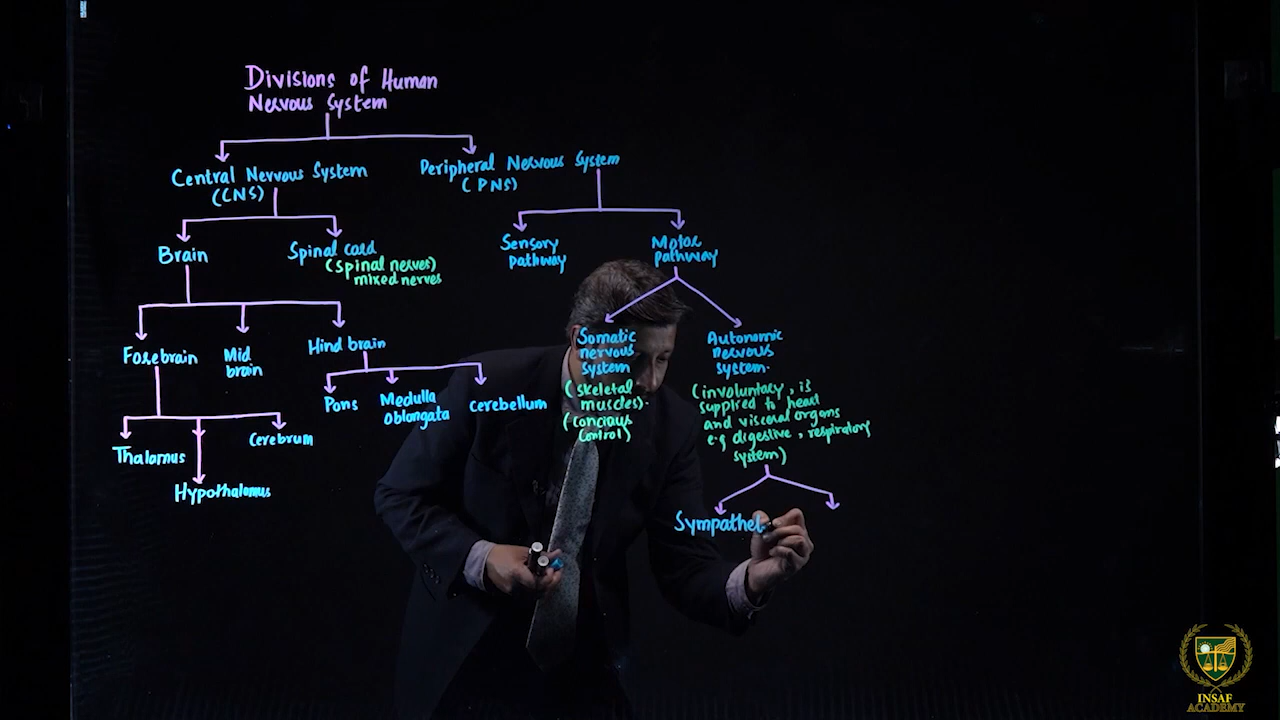 Divisions of Human
Nervous System
Central Nervous System
(CNS)
Peripheral Nervous System
(PNS)
Brain
Spinal cord
(spinal nerves)
mixed nerves
Sensory
pathway
Motor
pathway
Forebrain
Mid
brain
Hind brain
Pons
Medulla
oblongata
cerebellum
Thalamus
Hypothalamus
Cerebrum
Somatic
nervous
system
(skeletal
muscles).
(concious
control)
Autonomic
nervous
system.
(involuntary, is
supplied to heart
and visceral organs
e.g digestive, respiratory
system)
Sympathet
INSAF
ACADEMY